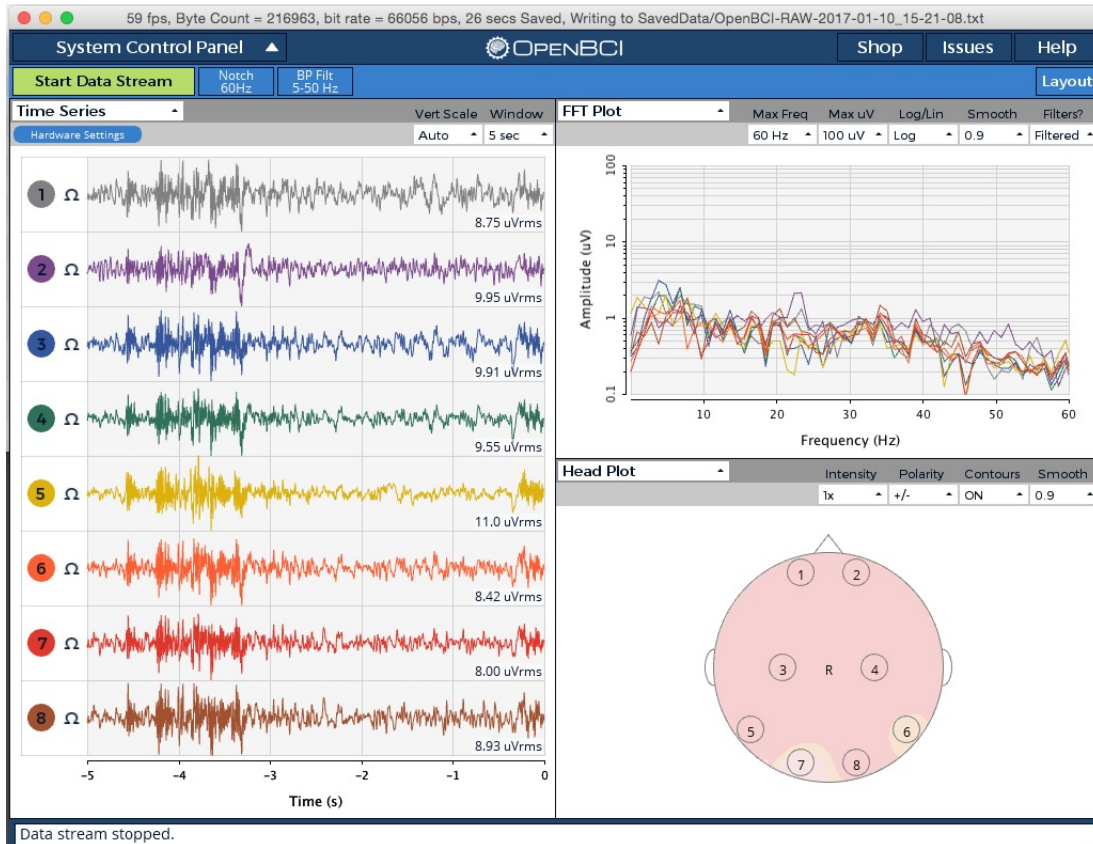 59 fps, Byte Count = 216963, bit rate = 66056 bps, 26 secs Saved, Writing to SavedData/OpenBCI-RAW-2017-01-10_15-21-08.txt
System Control Panel OPENBCI Shop Issues Help
Start Data Stream Notch 60Hz BP Filt 5-50 Hz Layout
Time Series Vert Scale Window
Hardware Settings Auto 5 sec
1 Ω 8.75 uVrms
2 Ω 9.95 uVrms
3 Ω 9.91 uVrms
4 Ω 9.55 uVrms
5 Ω 11.0 uVrms
6 Ω 8.42 uVrms
7 Ω 8.00 uVrms
8 Ω 8.93 uVrms
-5 -4 -3 -2 -1 0
Time (s)
FFT Plot Max Freq Max uV Log/Lin Smooth Filters?
60 Hz 100 uV Log 0.9 Filtered
Amplitude (uV)
100
10
1
0.1
10 20 30 40 50 60
Frequency (Hz)
Head Plot Intensity Polarity Contours Smooth
1x +/- ON 0.9
1 2
3 R 4
5 6
7 8
Data stream stopped.